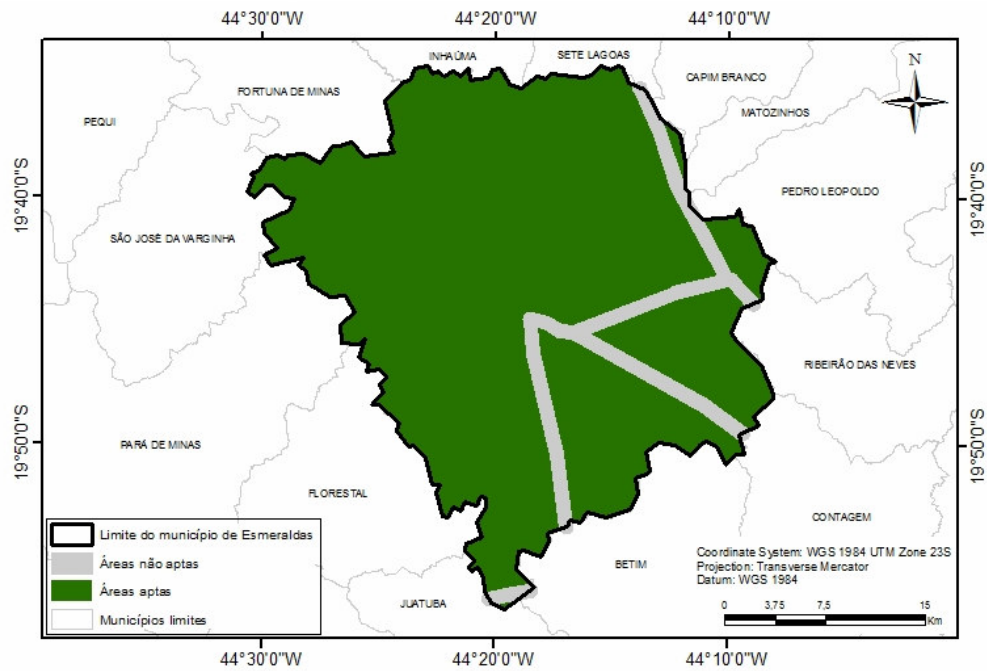 44°30'0"W
44°20'0"W
44°10'0"W
INHAÚMA
SETE LAGOAS
N
CAPIM BRANCO
FORTUNA DE MINAS
MATOZINHOS
PEQUI
19°40'0"S
19°40'0"S
PEDRO LEOPOLDO
SÃO JOSÉ DA VARGINHA
RIBEIRÃO DAS NEVES
19°50'0"S
19°50'0"S
PARÁ DE MINAS
FLORESTAL
CONTAGEM
BETIM
JUATUBA
Limite do município de Esmeraldas
Áreas não aptas
Áreas aptas
Municípios limites
Coordinate System: WGS 1984 UTM Zone 23S
Projection: Transverse Mercator
Datum: WGS 1984
0 3,75 7,5 15
Km
44°30'0"W
44°20'0"W
44°10'0"W